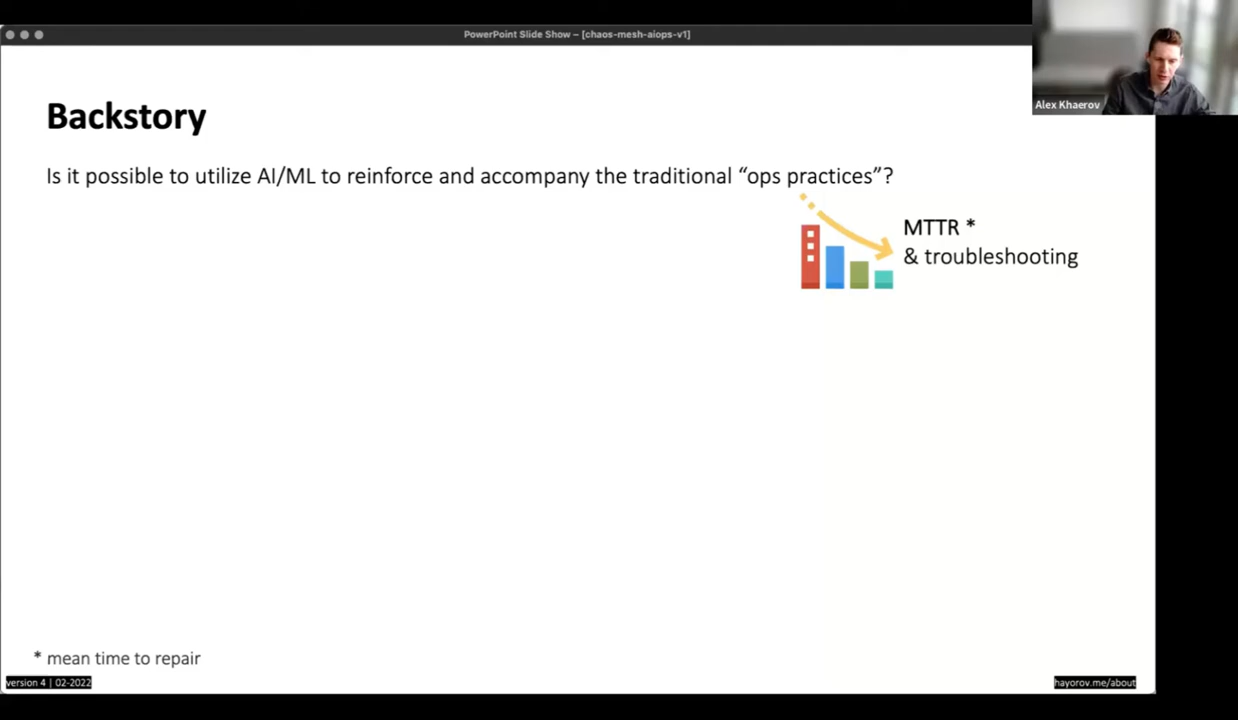 PowerPoint Slide Show – [chaos-mesh-aiops-v1]
Alex Khaerov
Backstory
Is it possible to utilize AI/ML to reinforce and accompany the traditional “ops practices”?
MTTR *
& troubleshooting
* mean time to repair
version 4 | 02-2022
hayorov.me/about